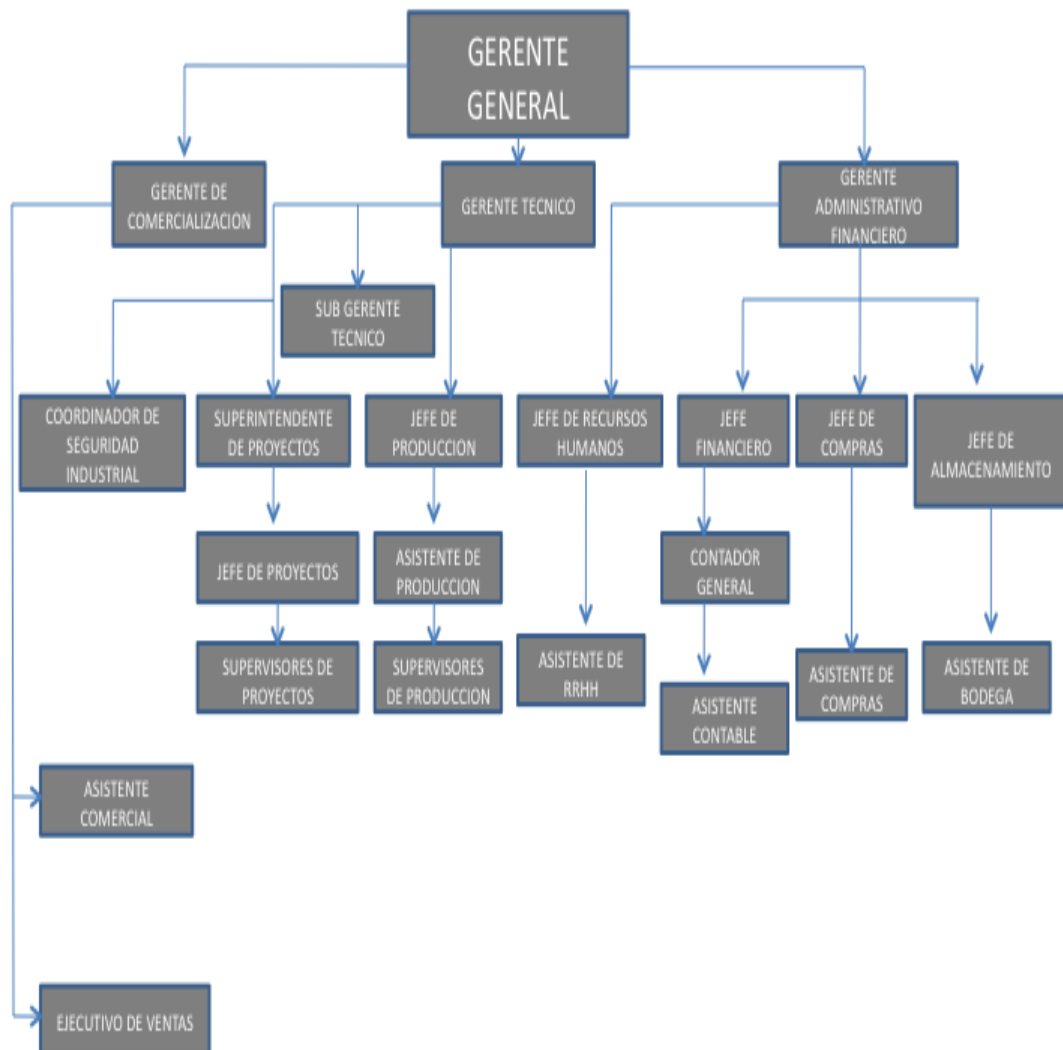 GERENTE
GENERAL
GERENTE DE
COMERCIALIZACION
GERENTE TECNICO
GERENTE
ADMINISTRATIVO
FINANCIERO
SUB GERENTE
TECNICO
COORDINADOR DE
SEGURIDAD
INDUSTRIAL
SUPERINTENDENTE
DE PROYECTOS
JEFE DE
PRODUCCION
JEFE DE RECURSOS
HUMANOS
JEFE
FINANCIERO
JEFE DE
COMPRAS
JEFE DE
ALMACENAMIENTO
JEFE DE PROYECTOS
ASISTENTE DE
PRODUCCION
CONTADOR
GENERAL
SUPERVISORES DE
PROYECTOS
SUPERVISORES
DE PRODUCCION
ASISTENTE DE
RRHH
ASISTENTE
CONTABLE
ASISTENTE DE
COMPRAS
ASISTENTE DE
BODEGA
ASISTENTE
COMERCIAL
EJECUTIVO DE VENTAS